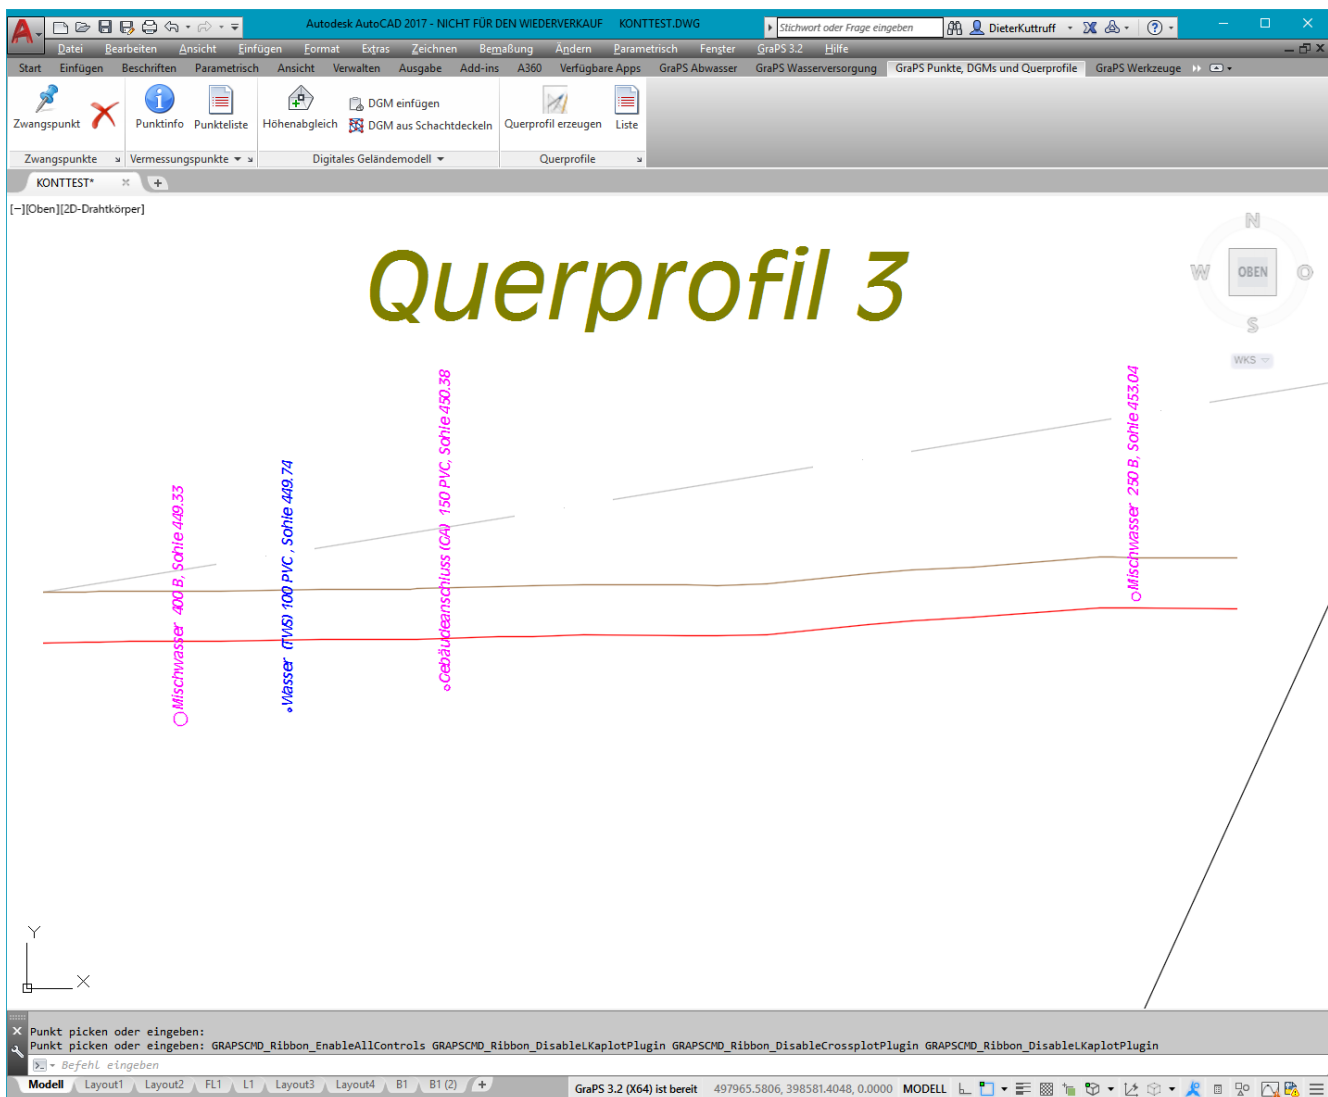 Autodesk AutoCAD 2017 - NICHT FÜR DEN WIEDERVERKAUF KONTTEST.DWG
Stichwort oder Frage eingeben
DieterKuttruff
Datei Bearbeiten Ansicht Einfügen Format Extras Zeichnen Bemaßung Ändern Parametrisch Fenster GraPS 3.2 Hilfe
Start Einfügen Beschriften Parametrisch Ansicht Verwalten Ausgabe Add-ins A360 Verfügbare Apps GraPS Abwasser GraPS Wasserversorgung GraPS Punkte, DGMs und Querprofile GraPS Werkzeuge
DGM einfügen
Zwangspunkt Punktinfo Punkteliste Höhenabgleich DGM aus Schachtdeckeln Querprofil erzeugen Liste
Zwangspunkte Vermessungspunkte Digitales Geländemodell Querprofile
KONTTEST*
[−][Oben][2D-Drahtkörper]
Querprofil 3
N
W OBEN O
S
WKS
Mischwasser 400 B, Sohle 449.33
Wasser (TWS) 100 PVC , Sohle 449.74
Gebäudeanschluss (CA) 150 PVC, Sohle 450.38
Mischwasser 250 B, Sohle 453.04
Y
X
Punkt picken oder eingeben:
Punkt picken oder eingeben: GRAPSCMD_Ribbon_EnableAllControls GRAPSCMD_Ribbon_DisableLKaplotPlugin GRAPSCMD_Ribbon_DisableCrossplotPlugin GRAPSCMD_Ribbon_DisableLKaplotPlugin
Befehl eingeben
Modell Layout1 Layout2 FL1 L1 Layout3 Layout4 B1 B1 (2) +
GraPS 3.2 (X64) ist bereit 497965.5806, 398581.4048, 0.0000 MODELL